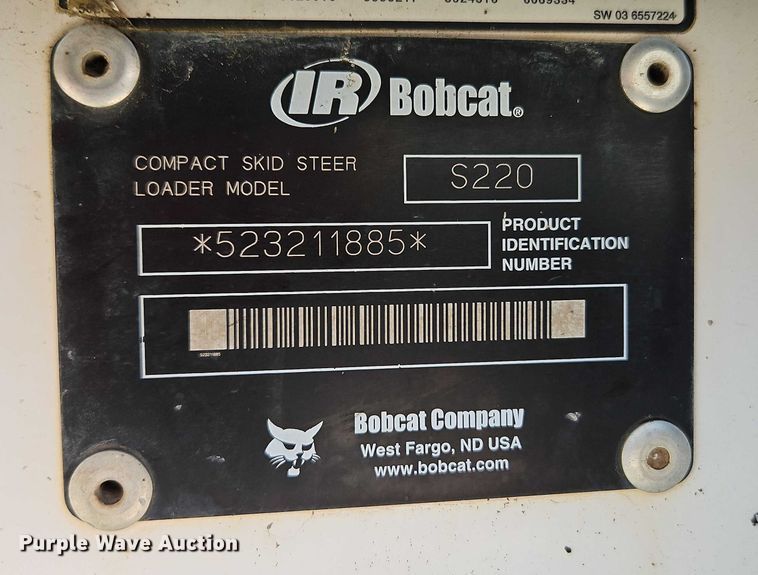 SW 03 6557224
IR Bobcat®
COMPACT SKID STEER
LOADER MODEL
S220
*523211885*
PRODUCT
IDENTIFICATION
NUMBER
523211885
Bobcat Company
West Fargo, ND USA
www.bobcat.com
Purple Wave Auction